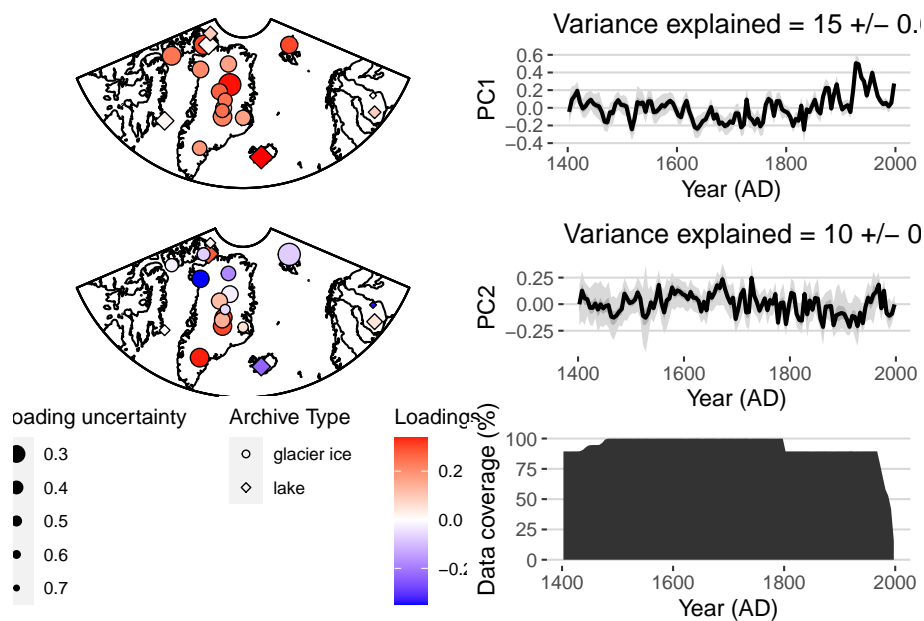 Variance explained = 15 +/− 0.
PC1
0.6
0.4
0.2
0.0
−0.2
−0.4
1400
1600
1800
2000
Year (AD)
Variance explained = 10 +/− 0
PC2
0.25
0.00
−0.25
1400
1600
1800
2000
Year (AD)
oading uncertainty
0.3
0.4
0.5
0.6
0.7
Archive Type
glacier ice
lake
Loadings
0.2
0.0
−0.2
Data coverage (%)
100
75
50
25
0
1400
1600
1800
2000
Year (AD)